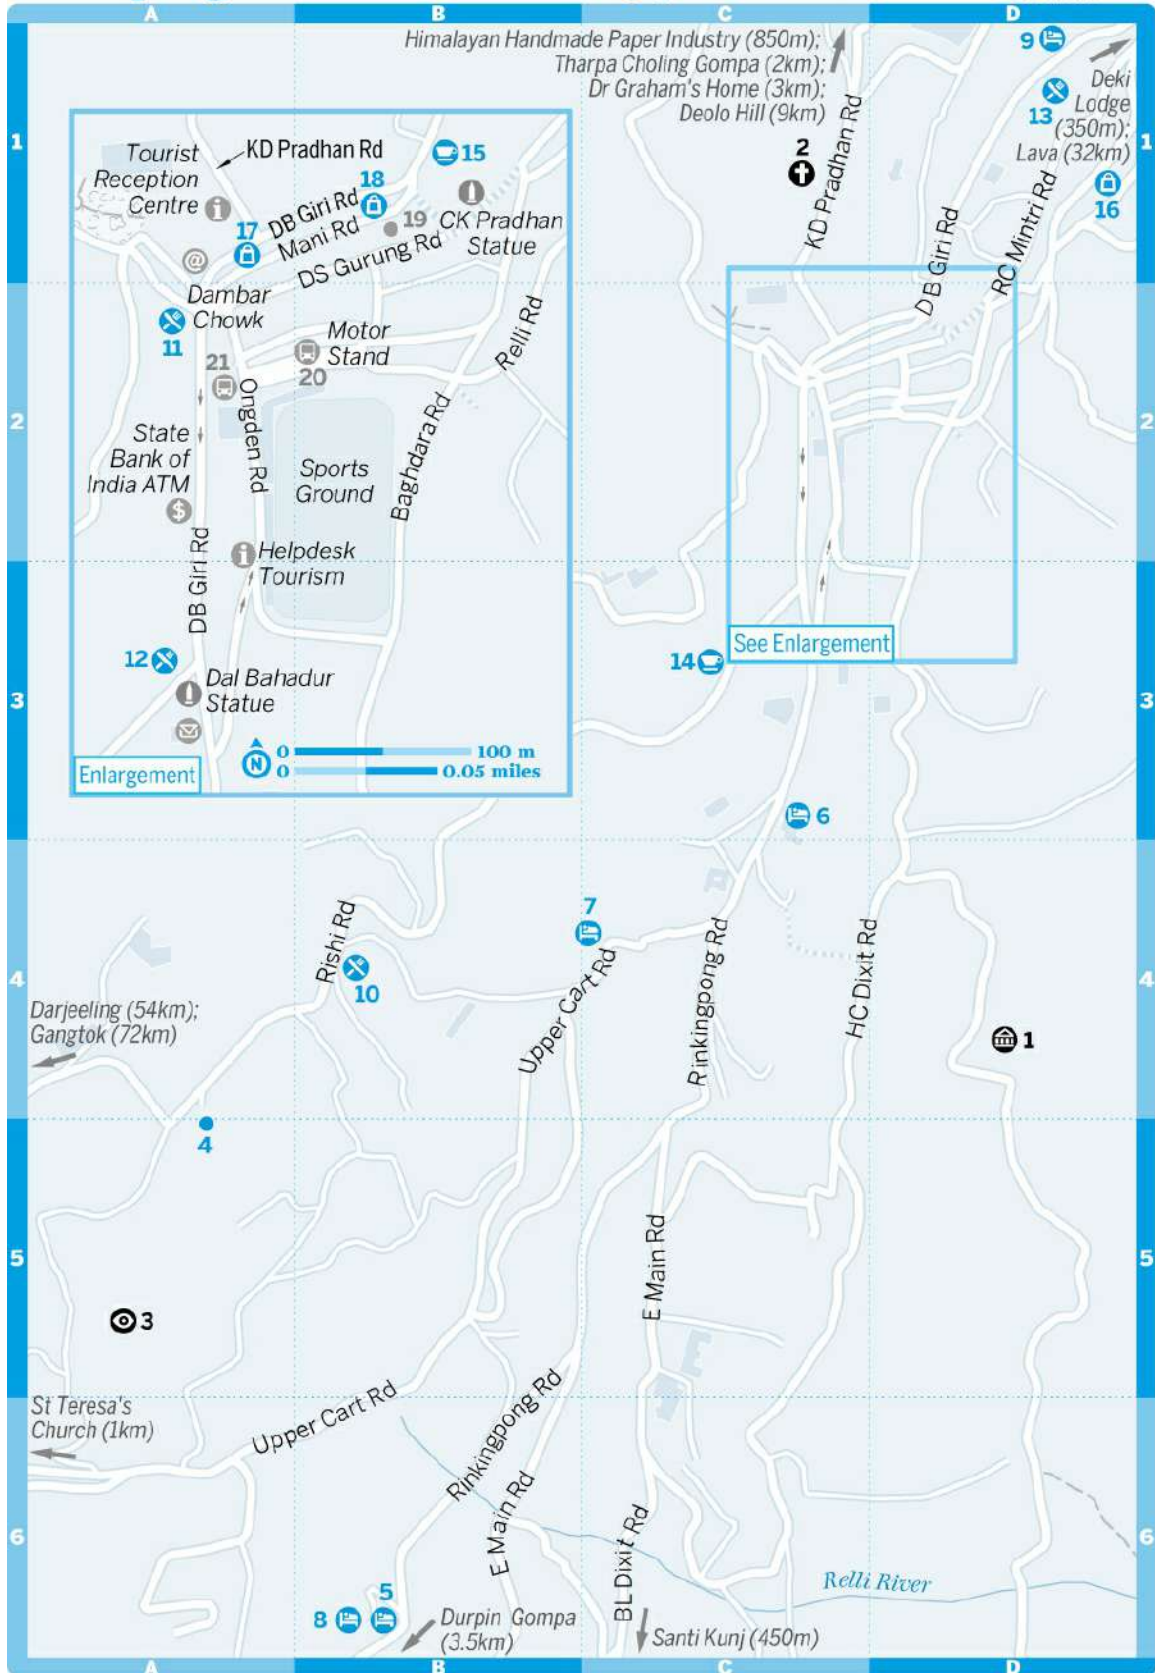 A
B
C
D
Himalayan Handmade Paper Industry (850m);
Tharpa Choling Gompa (2km);
Dr Graham's Home (3km);
Deolo Hill (9km)
KD Pradhan Rd
2
9
13
Deki
Lodge
(350m);
Lava (32km)
16
DB Giri Rd
RC Mintri Rd
1
1
Tourist
Reception
Centre
KD Pradhan Rd
15
18
17
DB Giri Rd
Mani Rd
19
DS Gurung Rd
CK Pradhan
Statue
@
Dambar
Chowk
11
Motor
Stand
20
21
Relli Rd
Ongden Rd
2
2
State
Bank of
India ATM
$
Sports
Ground
Baghdara Rd
Helpdesk
Tourism
DB Giri Rd
12
Dal Bahadur
Statue
3
3
N
0 100 m
0 0.05 miles
Enlargement
See Enlargement
14
6
7
Rishi Rd
10
Upper Cart Rd
Rinkingpong Rd
HC Dixit Rd
4
4
Darjeeling (54km);
Gangtok (72km)
1
4
E Main Rd
5
5
3
St Teresa's
Church (1km)
Upper Cart Rd
Rinkingpong Rd
E Main Rd
BL Dixit Rd
6
6
Relli River
8
5
Durpin Gompa
(3.5km)
Santi Kunj (450m)
A
B
C
D